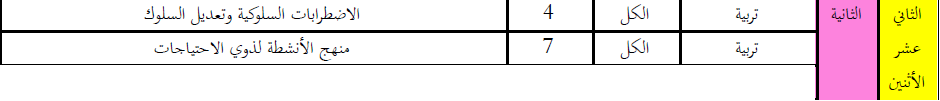 الثاني الثانية تربية الكل 4 الاضطرابات السلوكية وتعديل السلوك
عشر تربية الكل 7 منهج الأنشطة لذوي الاحتياجات
الأثنين